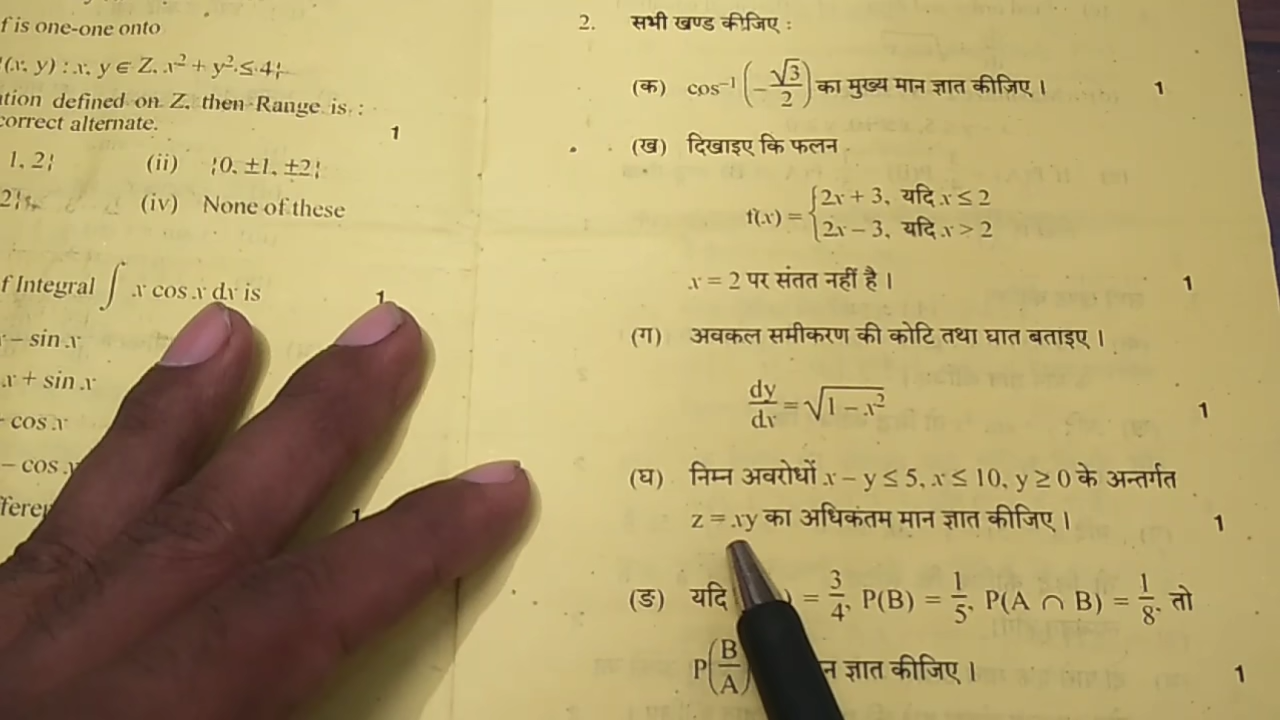 f is one-one onto
(x, y) : x, y ∈ Z, x² + y² ≤ 4}
tion defined on Z, then Range is :
correct alternate.
1
1, 2}
(ii) {0, ±1, ±2}
2}
(iv) None of these
f Integral ∫ x cos x dx is
1
– sin x
x + sin x
cos x
– cos
1
2. सभी खण्ड कीजिए :
(क) cos⁻¹ (–√3/2) का मुख्य मान ज्ञात कीजिए । 1
(ख) दिखाइए कि फलन
f(x) = { 2x + 3, यदि x ≤ 2
2x – 3, यदि x > 2
x = 2 पर संतत नहीं है । 1
(ग) अवकल समीकरण की कोटि तथा घात बताइए ।
dy/dx = √(1 – x²) 1
(घ) निम्न अवरोधों x – y ≤ 5, x ≤ 10, y ≥ 0 के अन्तर्गत
z = xy का अधिकतम मान ज्ञात कीजिए । 1
(ङ) यदि ) = 3/4, P(B) = 1/5, P(A ∩ B) = 1/8, तो
P(B/A) न ज्ञात कीजिए । 1